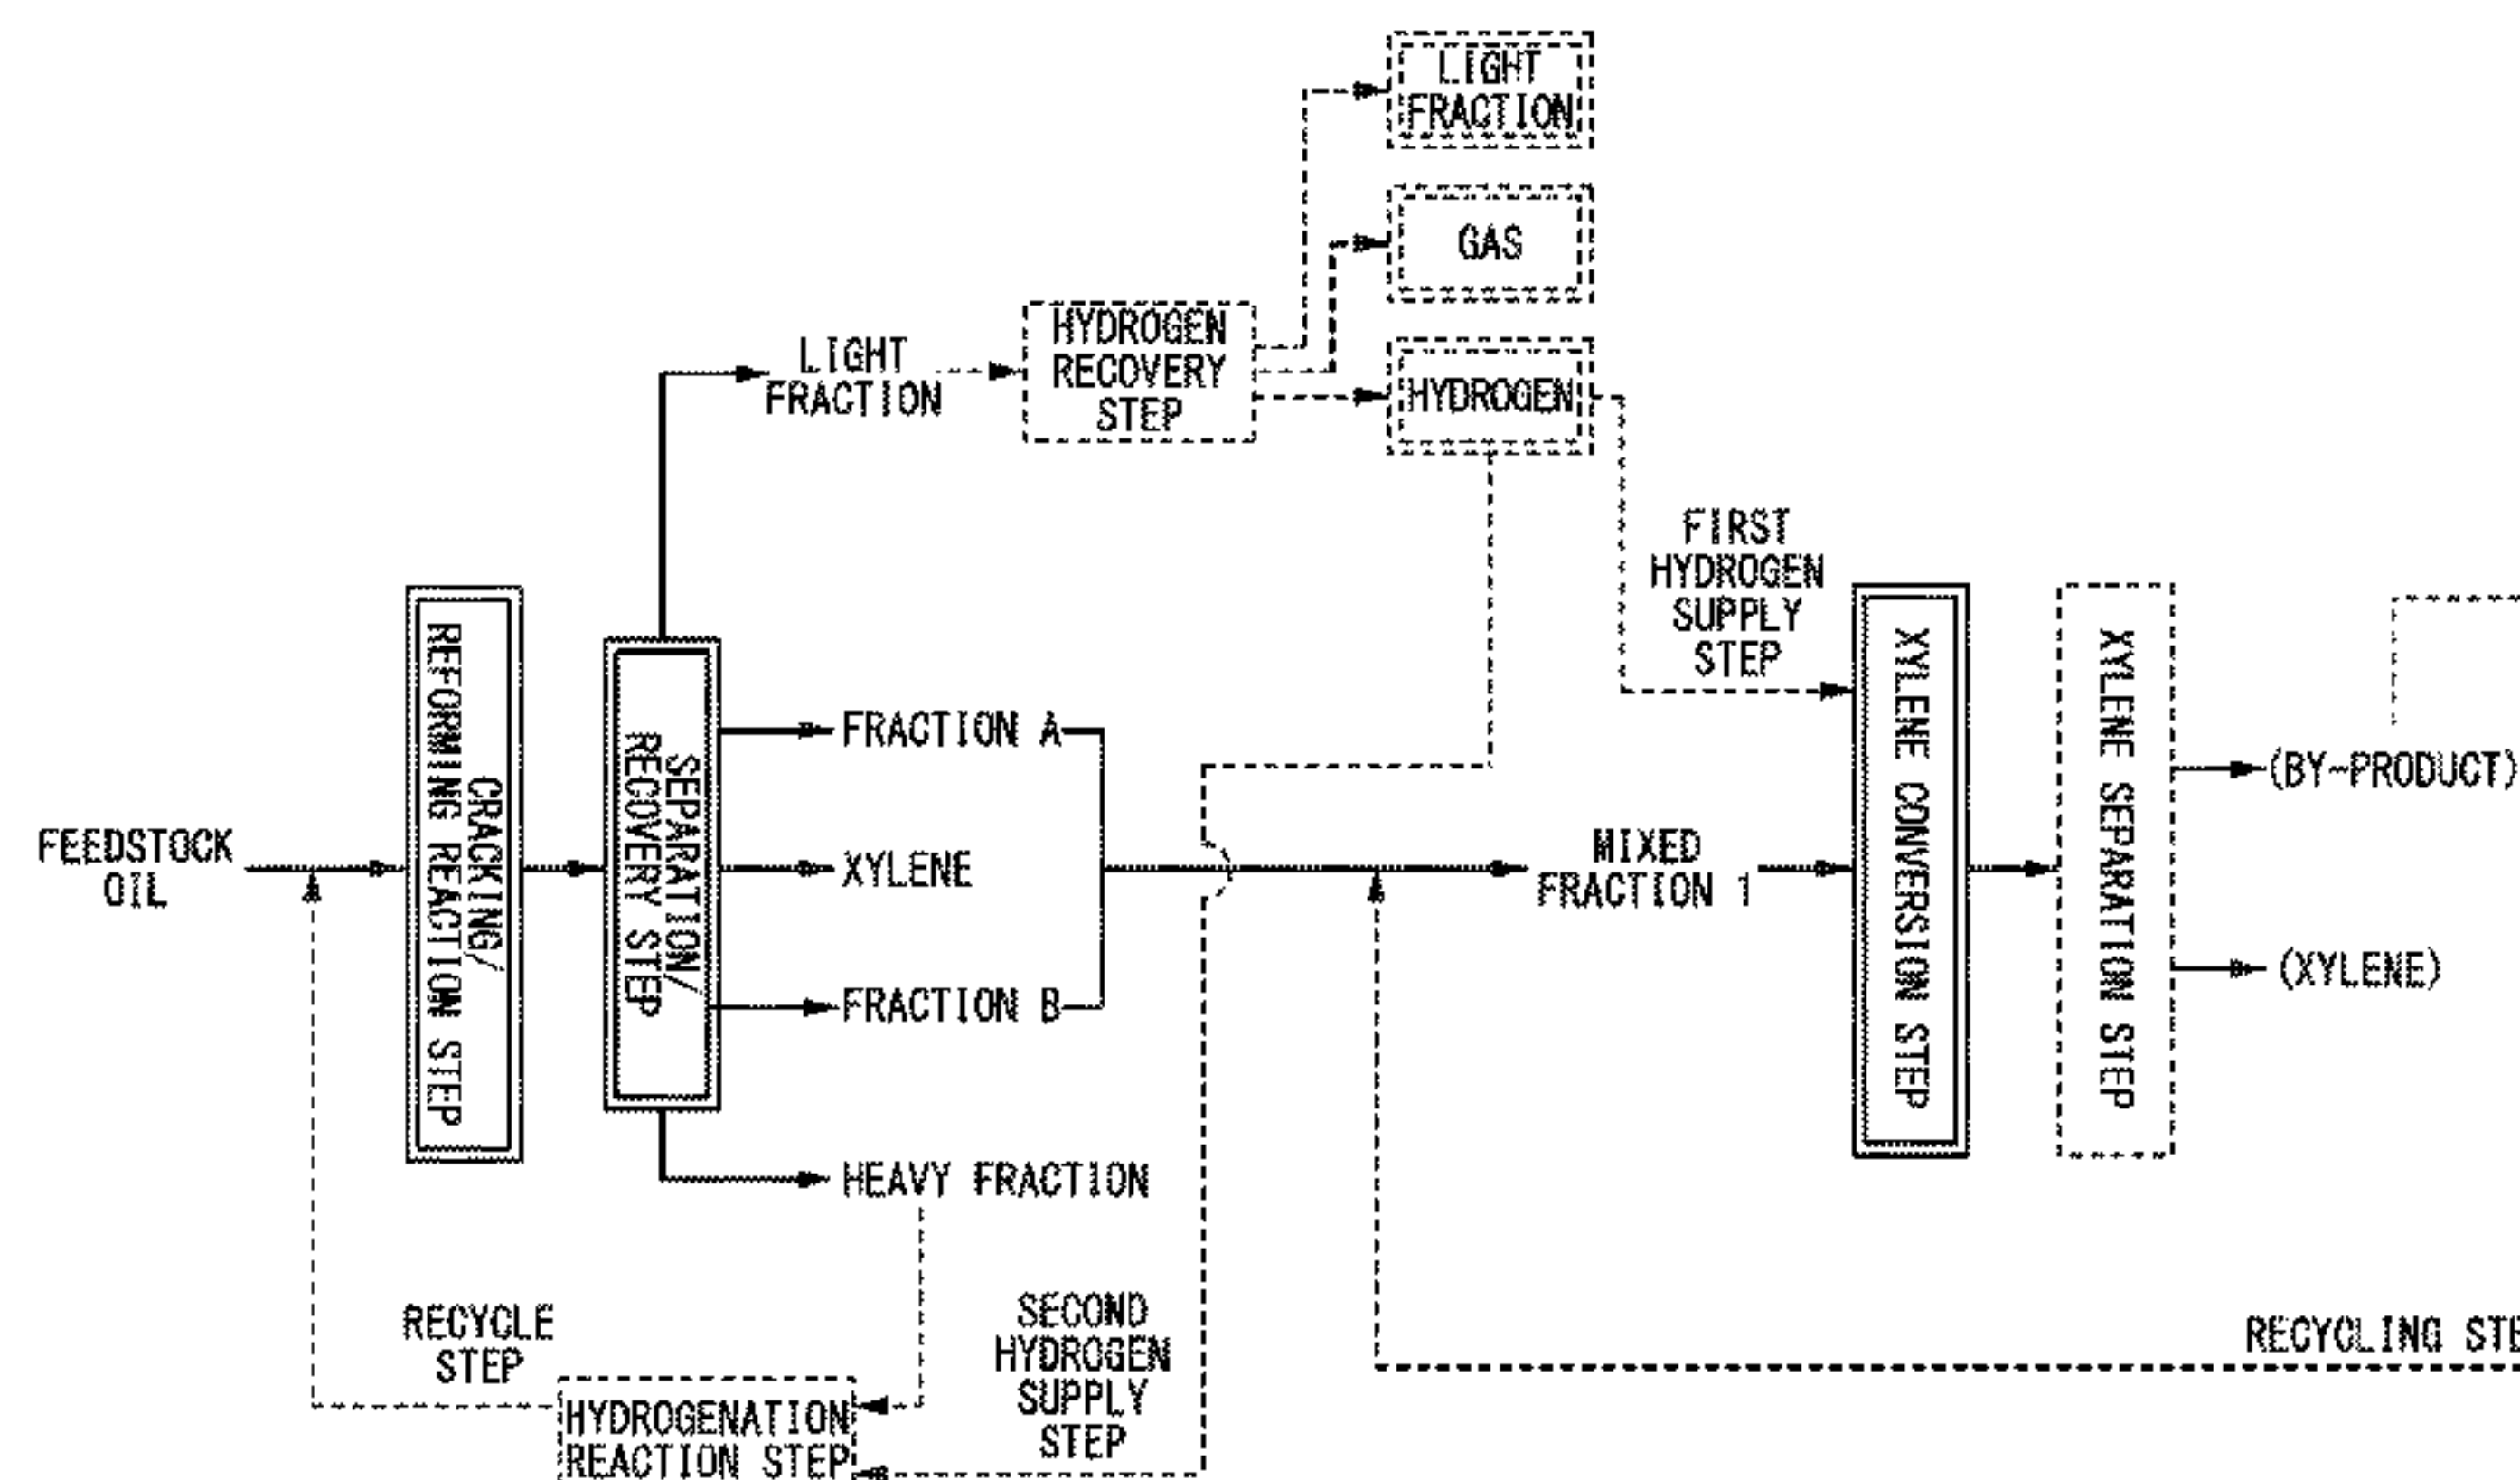 LIGHT
FRACTION
GAS
HYDROGEN
RECOVERY
STEP
LIGHT
FRACTION
HYDROGEN
FIRST
HYDROGEN
SUPPLY
STEP
CRACKING/
REFORMING REACTION STEP
SEPARATION/
RECOVERY STEP
FRACTION A
XYLENE
FRACTION B
FEEDSTOCK
OIL
MIXED
FRACTION 1
XYLENE CONVERSION STEP
XYLENE SEPARATION STEP
(BY-PRODUCT)
(XYLENE)
HEAVY FRACTION
RECYCLE
STEP
SECOND
HYDROGEN
SUPPLY
STEP
RECYCLING STE
HYDROGENATION
REACTION STEP